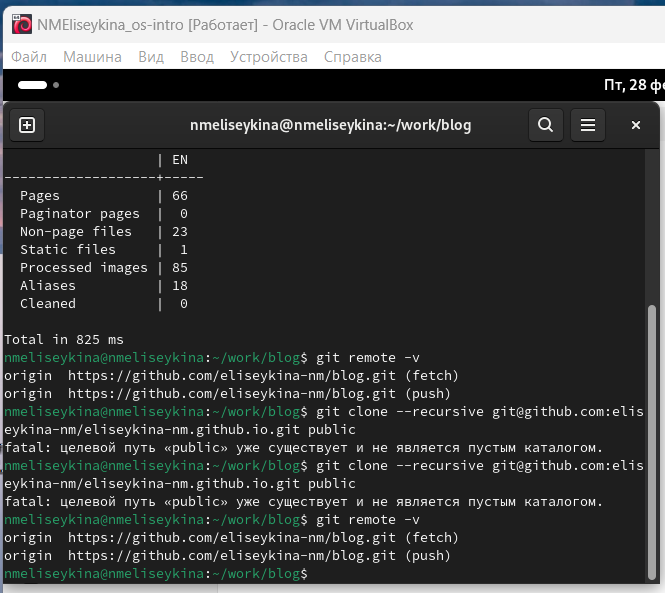 NMEliseykina_os-intro [Работает] - Oracle VM VirtualBox
Файл Машина Вид Ввод Устройства Справка
Пт, 28 фе
nmeliseykina@nmeliseykina:~/work/blog
| EN
-------------------+-----
Pages | 66
Paginator pages | 0
Non-page files | 23
Static files | 1
Processed images | 85
Aliases | 18
Cleaned | 0
Total in 825 ms
nmeliseykina@nmeliseykina:~/work/blog$ git remote -v
origin https://github.com/eliseykina-nm/blog.git (fetch)
origin https://github.com/eliseykina-nm/blog.git (push)
nmeliseykina@nmeliseykina:~/work/blog$ git clone --recursive git@github.com:elis
eykina-nm/eliseykina-nm.github.io.git public
fatal: целевой путь «public» уже существует и не является пустым каталогом.
nmeliseykina@nmeliseykina:~/work/blog$ git clone --recursive git@github.com:elis
eykina-nm/eliseykina-nm.github.io.git public
fatal: целевой путь «public» уже существует и не является пустым каталогом.
nmeliseykina@nmeliseykina:~/work/blog$ git remote -v
origin https://github.com/eliseykina-nm/blog.git (fetch)
origin https://github.com/eliseykina-nm/blog.git (push)
nmeliseykina@nmeliseykina:~/work/blog$